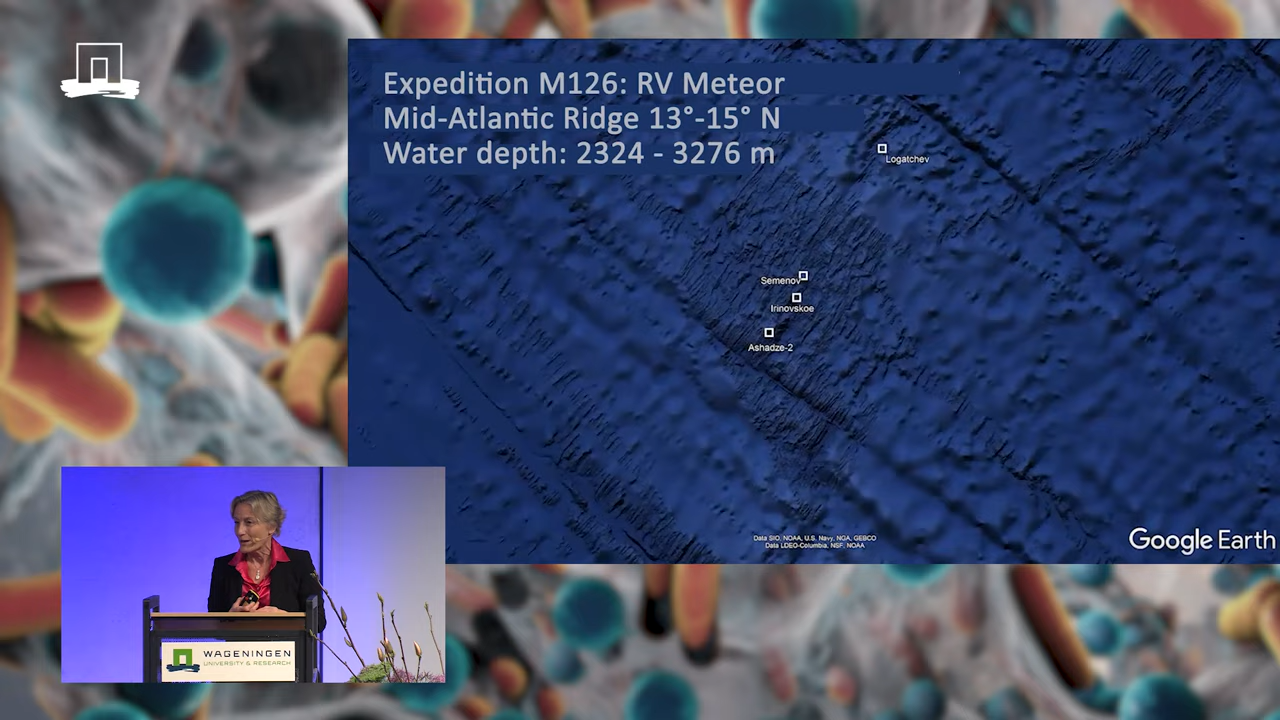 Expedition M126: RV Meteor
Mid-Atlantic Ridge 13°-15° N
Water depth: 2324 - 3276 m
Logatchev
Semenov
Irinovskoe
Ashadze-2
Data SIO, NOAA, U.S. Navy, NGA, GEBCO
Data LDEO-Columbia, NSF, NOAA
Google Earth
WAGENINGEN
UNIVERSITY & RESEARCH